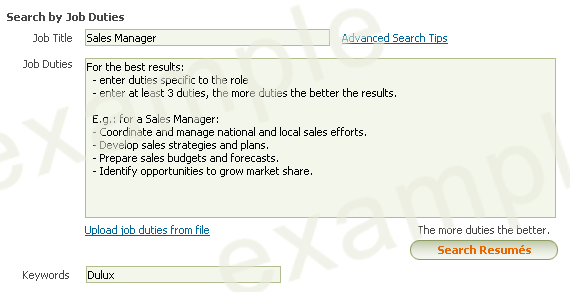 Search by Job Duties
Job Title Sales Manager Advanced Search Tips
Job Duties
For the best results:
- enter duties specific to the role
- enter at least 3 duties, the more duties the better the results.
E.g.: for a Sales Manager:
- Coordinate and manage national and local sales efforts.
- Develop sales strategies and plans.
- Prepare sales budgets and forecasts.
- Identify opportunities to grow market share.
Upload job duties from file The more duties the better.
Search Resumés
Keywords Dulux
example
example